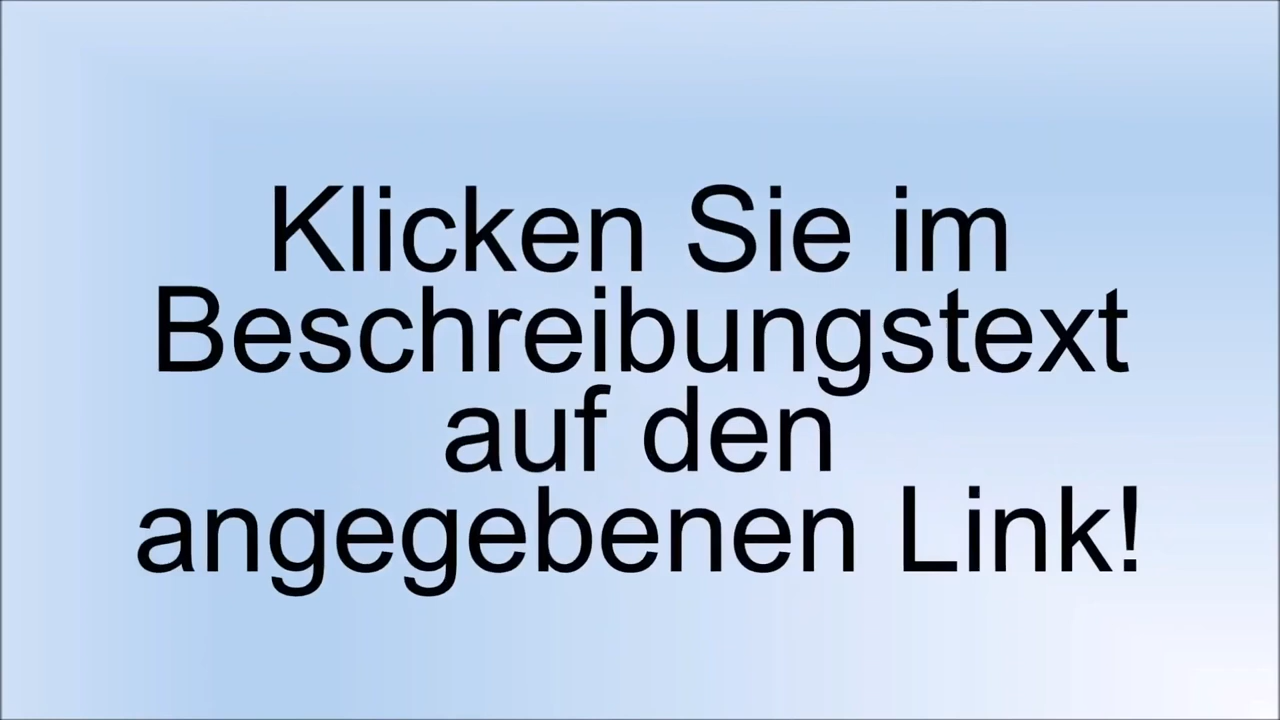 Klicken Sie im
Beschreibungstext
auf den
angegebenen Link!